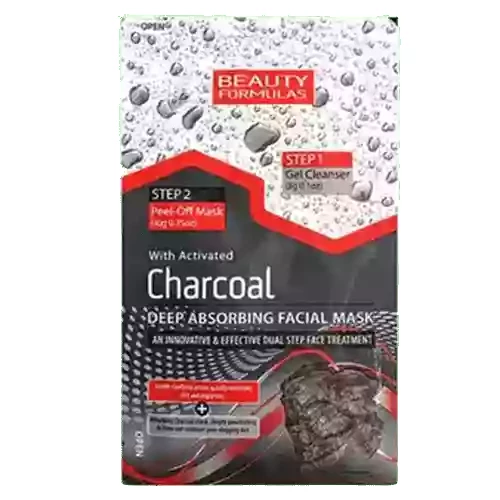 OPEN
BEAUTY
FORMULAS
STEP 1
Gel Cleanser
STEP 2
Peel-Off Mask
With Activated
Charcoal
DEEP ABSORBING FACIAL MASK
AN INNOVATIVE & EFFECTIVE DUAL STEP FACE TREATMENT
+
OPEN